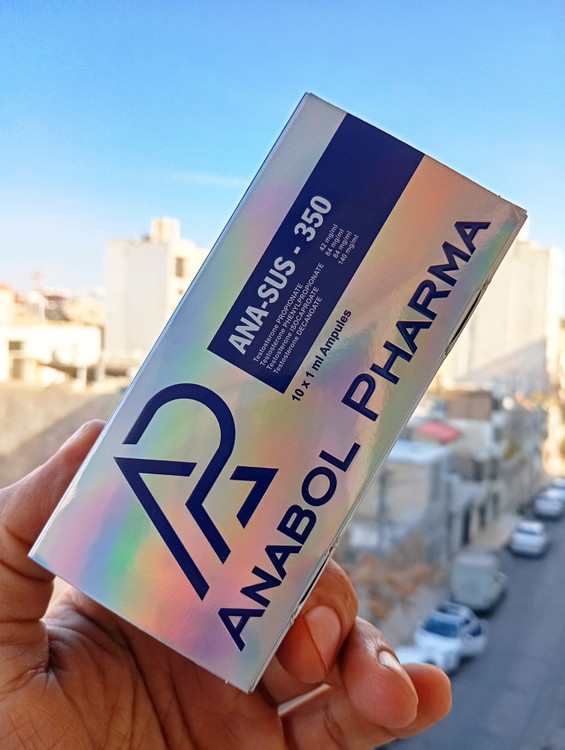 ANA-SUS - 350
Testosterone PROPIONATE 42 mg/ml
Testosterone PHENYLPROPIONATE 84 mg/ml
Testosterone ISOCAPROATE 84 mg/ml
Testosterone DECANOATE 140 mg/ml
10 x 1 ml Ampules
ANABOL PHARMA